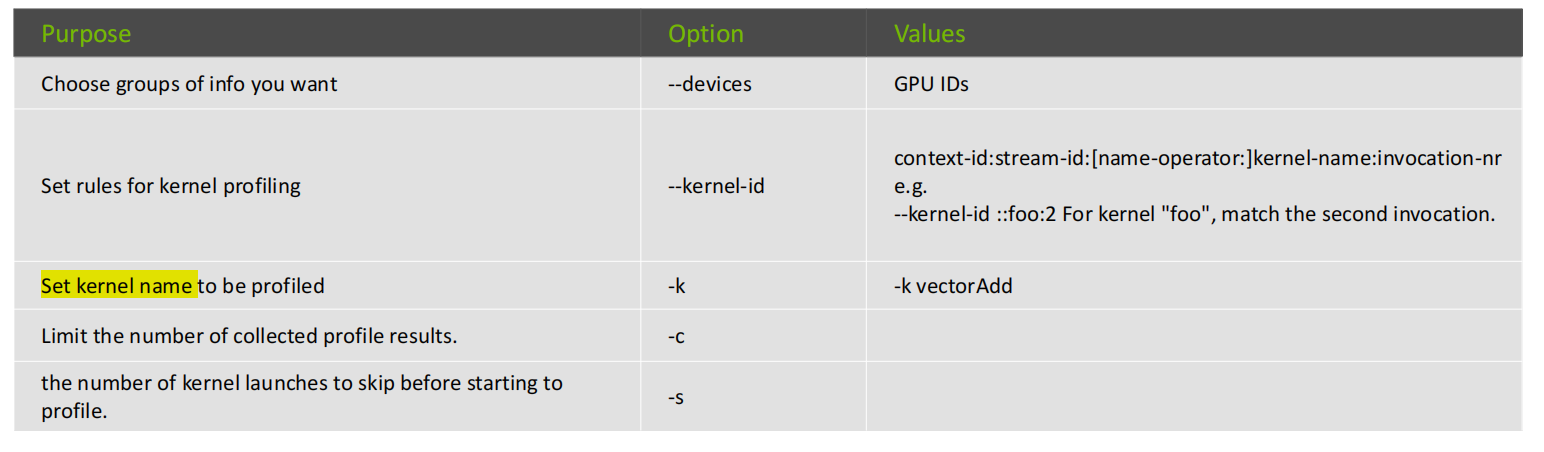 Purpose Option Values
Choose groups of info you want --devices GPU IDs
Set rules for kernel profiling --kernel-id context-id:stream-id:[name-operator:]kernel-name:invocation-nr
e.g.
--kernel-id ::foo:2 For kernel "foo", match the second invocation.
Set kernel name to be profiled -k -k vectorAdd
Limit the number of collected profile results. -c
the number of kernel launches to skip before starting to
profile. -s